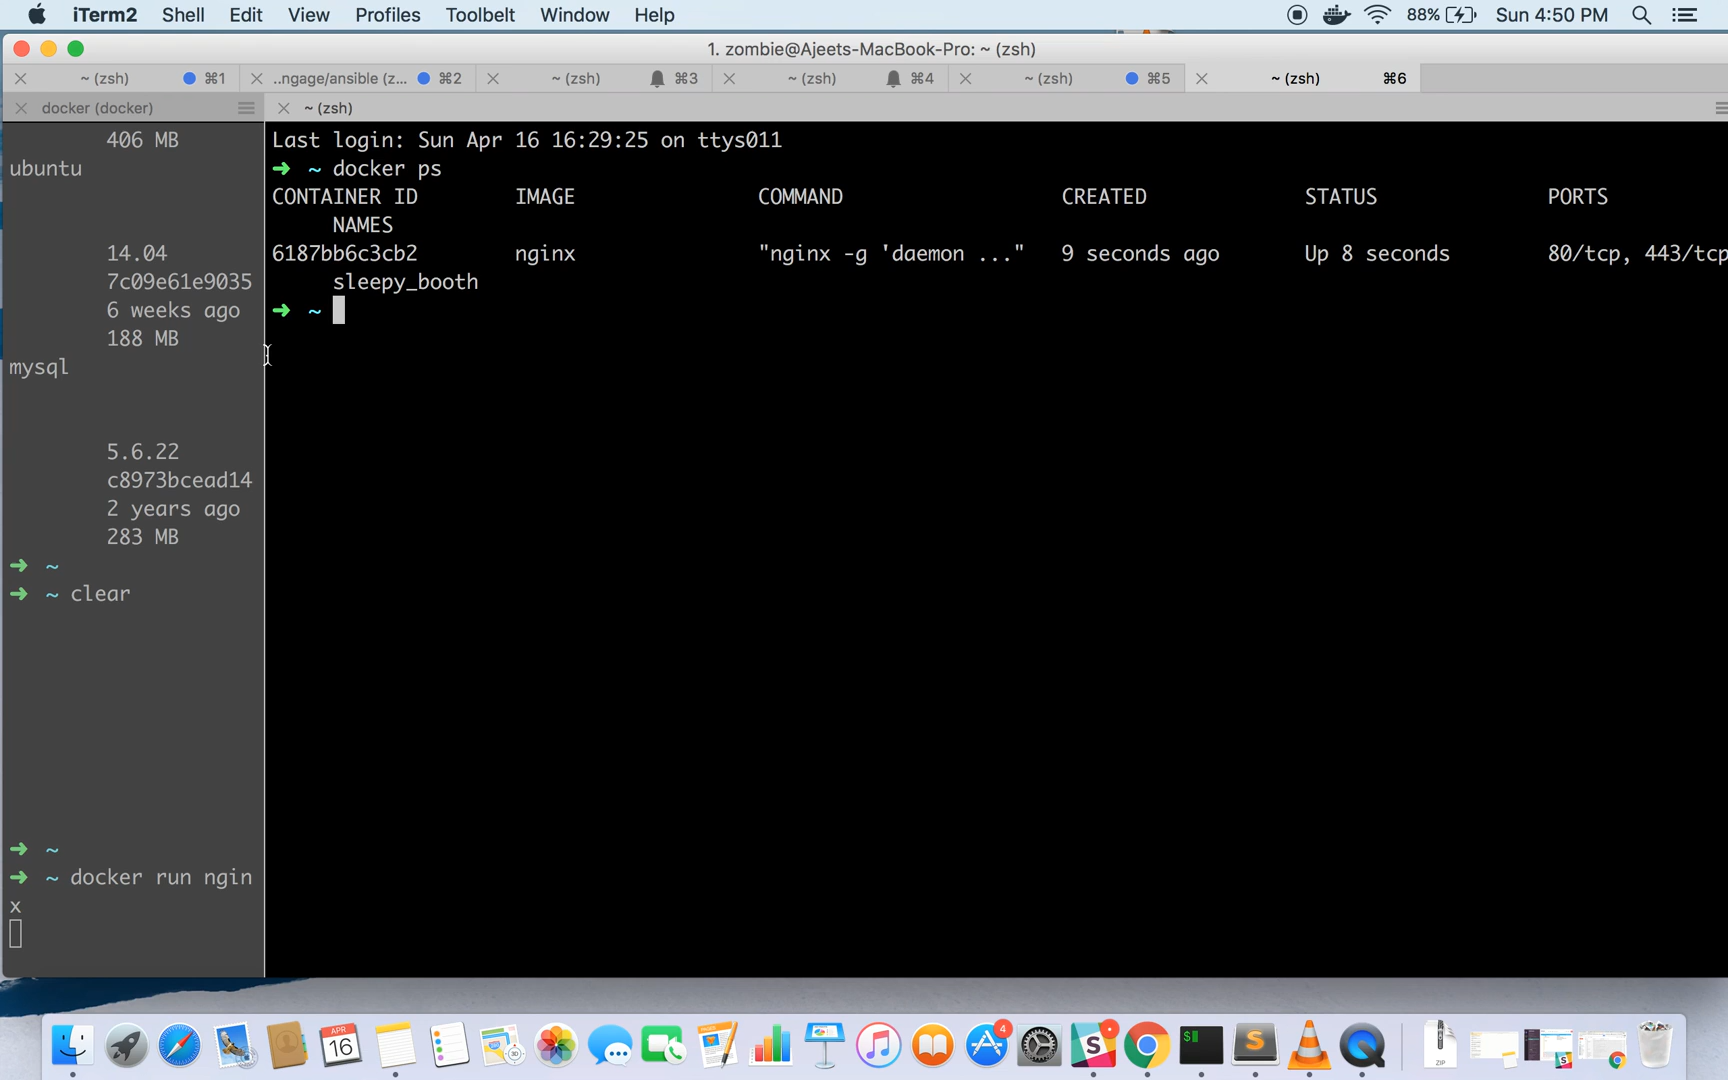 iTerm2 Shell Edit View Profiles Toolbelt Window Help 88% Sun 4:50 PM
1. zombie@Ajeets-MacBook-Pro: ~ (zsh)
~ (zsh) ⌘1 ..ngage/ansible (z... ⌘2 ~ (zsh) ⌘3 ~ (zsh) ⌘4 ~ (zsh) ⌘5 ~ (zsh) ⌘6
docker (docker)
406 MB
ubuntu
14.04
7c09e61e9035
6 weeks ago
188 MB
mysql
5.6.22
c8973bcead14
2 years ago
283 MB
➜ ~
➜ ~ clear
➜ ~
➜ ~ docker run ngin
x
~ (zsh)
Last login: Sun Apr 16 16:29:25 on ttys011
➜ ~ docker ps
CONTAINER ID IMAGE COMMAND CREATED STATUS PORTS
NAMES
6187bb6c3cb2 nginx "nginx -g 'daemon ..." 9 seconds ago Up 8 seconds 80/tcp, 443/tcp
sleepy_booth
➜ ~
APR
16
4
$
S
ZIP